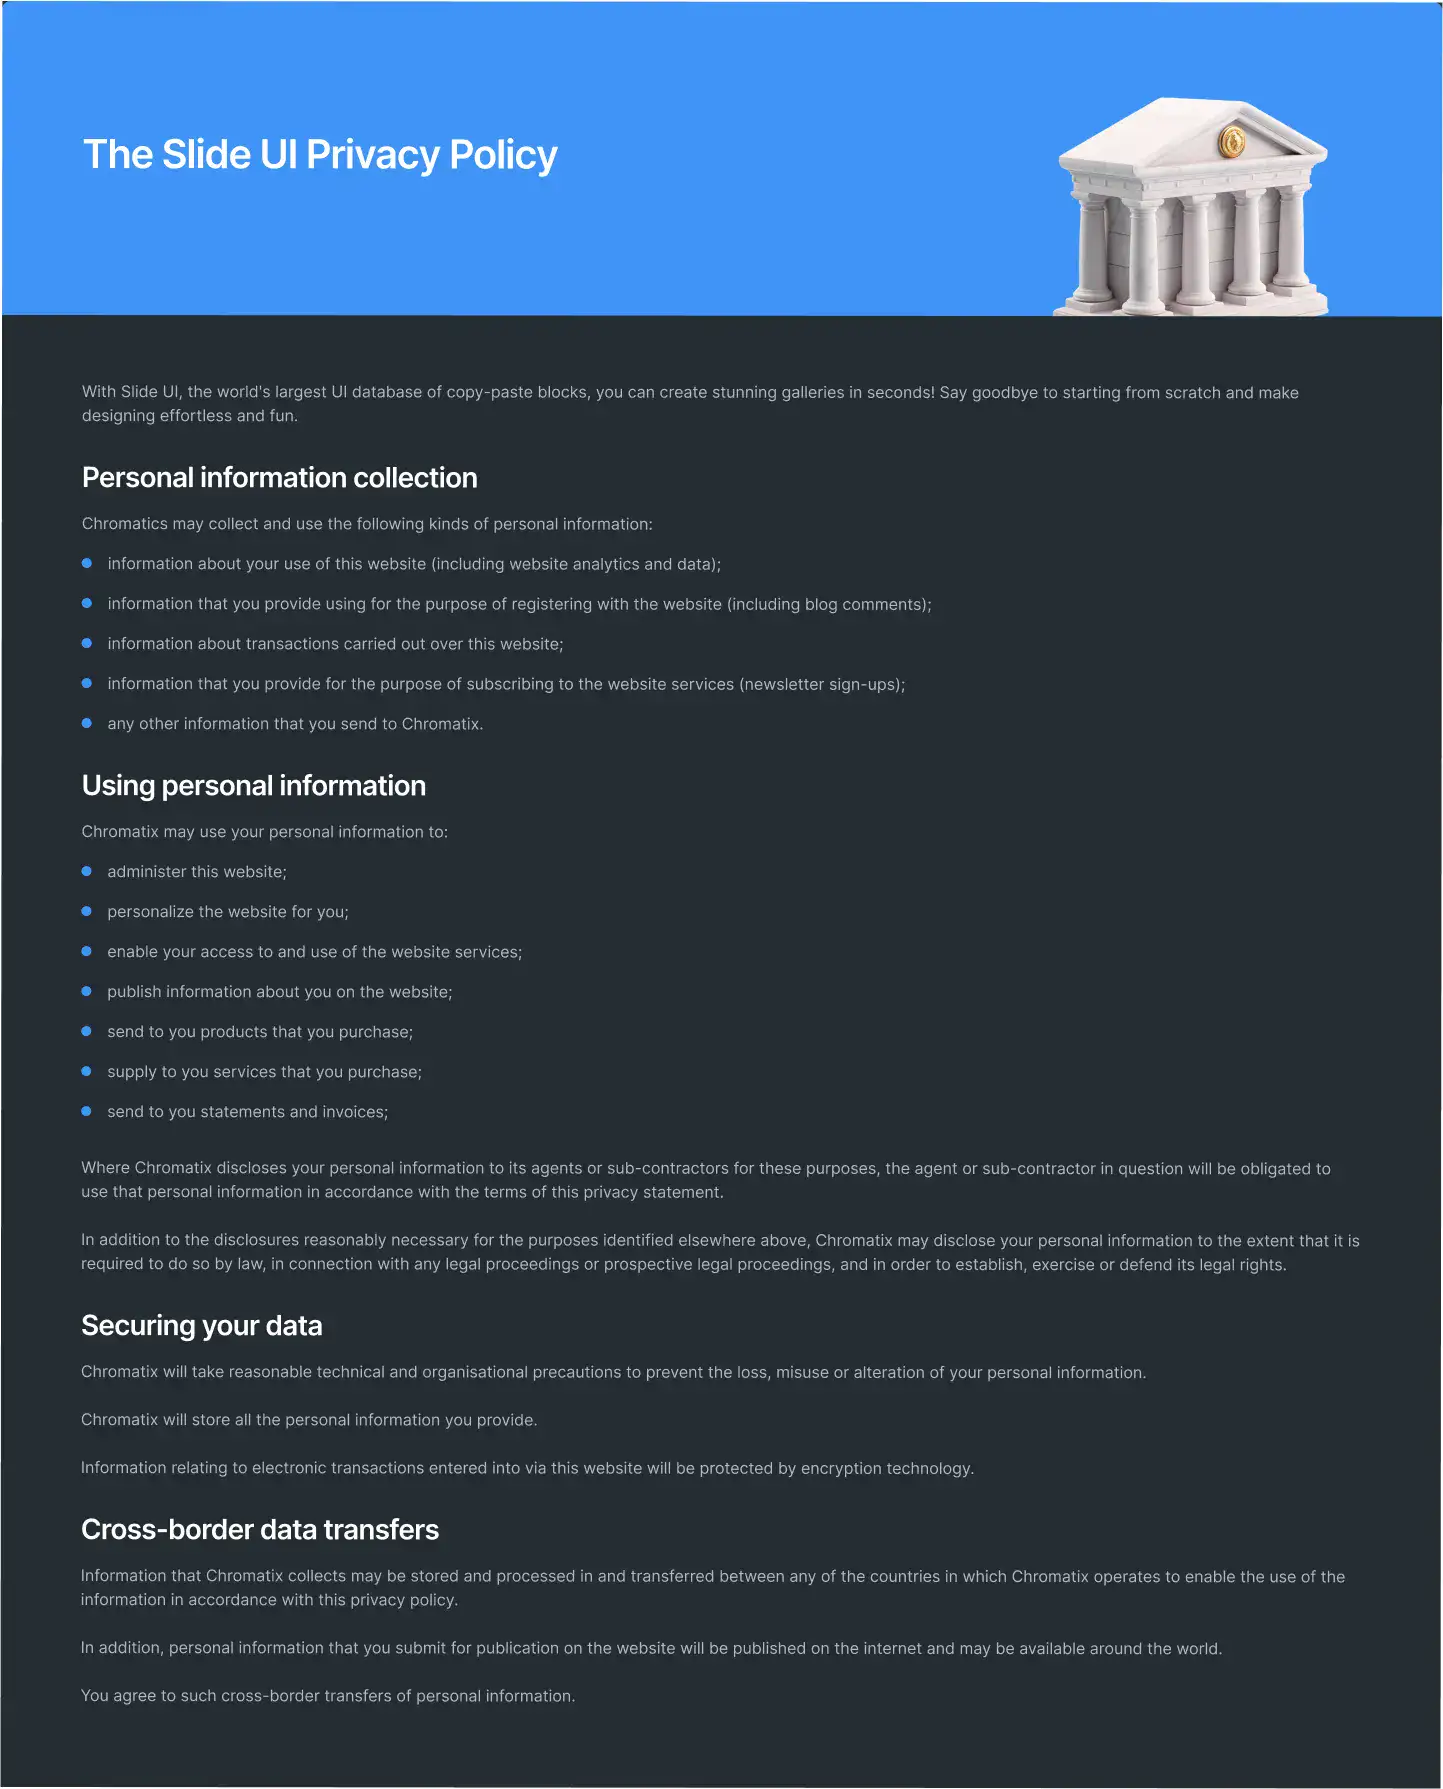 The Slide UI Privacy Policy
With Slide UI, the world's largest UI database of copy-paste blocks, you can create stunning galleries in seconds! Say goodbye to starting from scratch and make
designing effortless and fun.
Personal information collection
Chromatics may collect and use the following kinds of personal information:
information about your use of this website (including website analytics and data);
information that you provide using for the purpose of registering with the website (including blog comments);
information about transactions carried out over this website;
information that you provide for the purpose of subscribing to the website services (newsletter sign-ups);
any other information that you send to Chromatix.
Using personal information
Chromatix may use your personal information to:
administer this website;
personalize the website for you;
enable your access to and use of the website services;
publish information about you on the website;
send to you products that you purchase;
supply to you services that you purchase;
send to you statements and invoices;
Where Chromatix discloses your personal information to its agents or sub-contractors for these purposes, the agent or sub-contractor in question will be obligated to
use that personal information in accordance with the terms of this privacy statement.
In addition to the disclosures reasonably necessary for the purposes identified elsewhere above, Chromatix may disclose your personal information to the extent that it is
required to do so by law, in connection with any legal proceedings or prospective legal proceedings, and in order to establish, exercise or defend its legal rights.
Securing your data
Chromatix will take reasonable technical and organisational precautions to prevent the loss, misuse or alteration of your personal information.
Chromatix will store all the personal information you provide.
Information relating to electronic transactions entered into via this website will be protected by encryption technology.
Cross-border data transfers
Information that Chromatix collects may be stored and processed in and transferred between any of the countries in which Chromatix operates to enable the use of the
information in accordance with this privacy policy.
In addition, personal information that you submit for publication on the website will be published on the internet and may be available around the world.
You agree to such cross-border transfers of personal information.